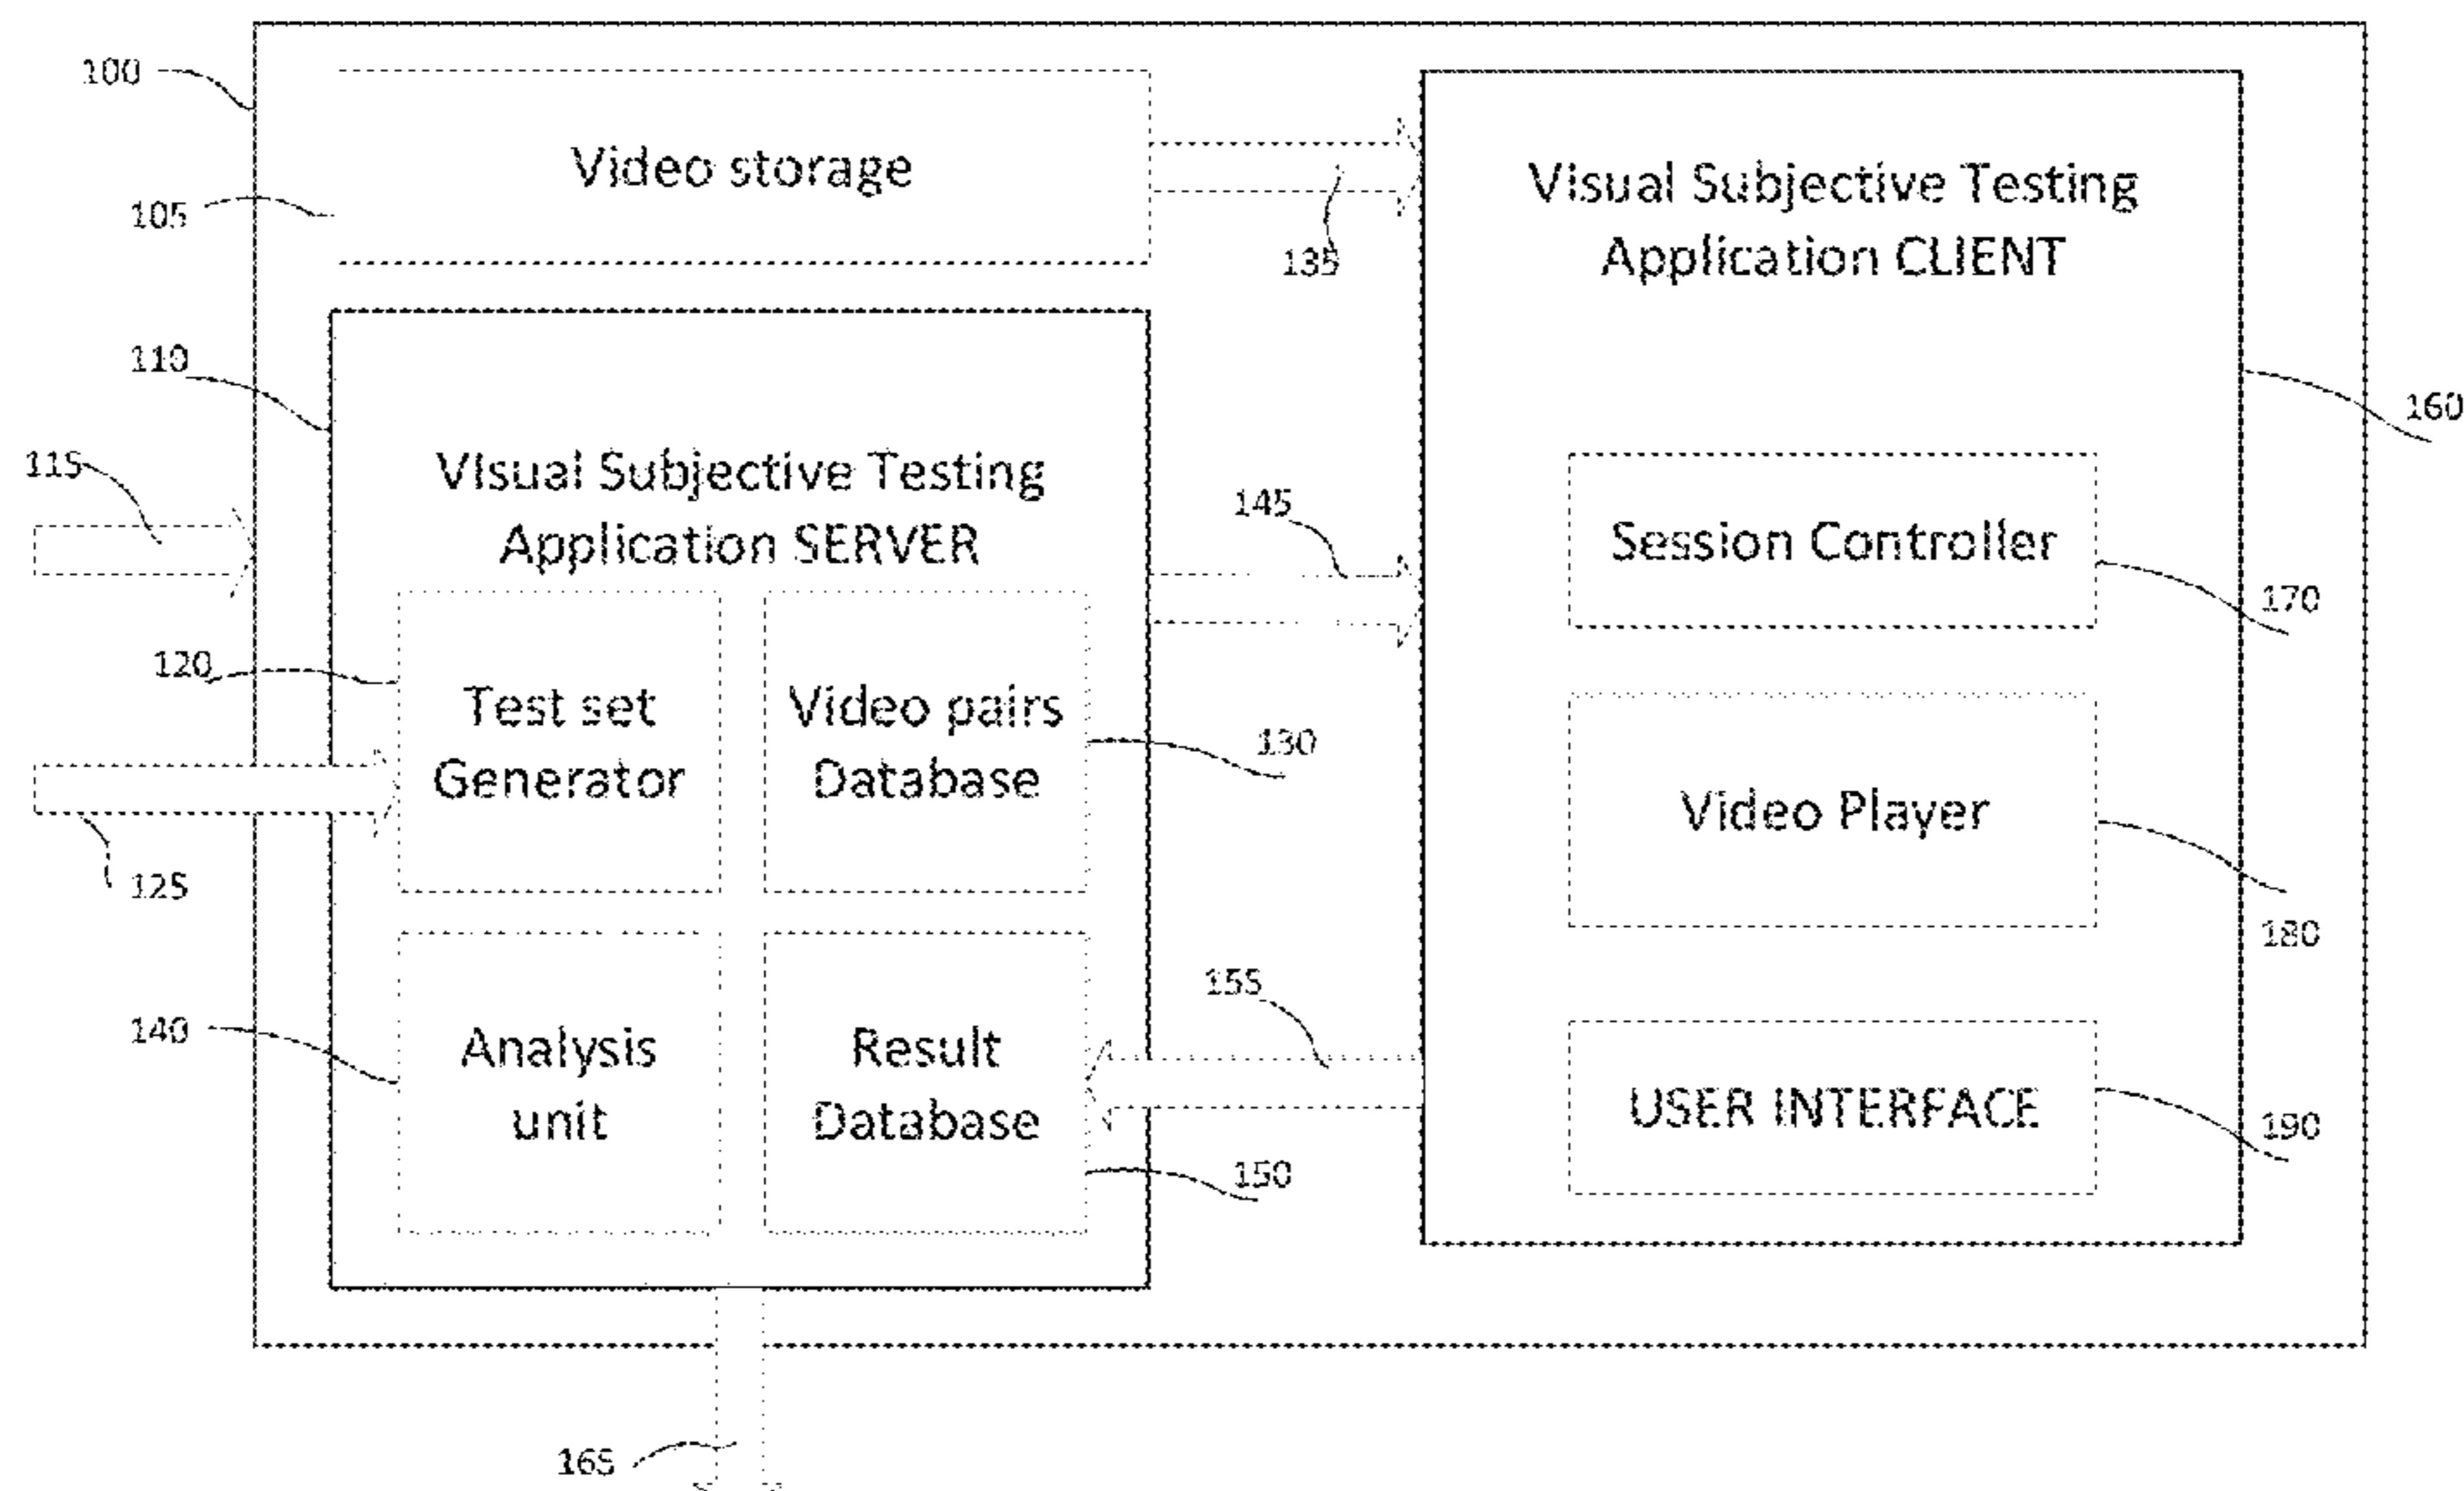 100
Video storage
105
135
Visual Subjective Testing
Application CLIENT
110
160
115
Visual Subjective Testing
Application SERVER
145
Session Controller
170
120
Test set
Generator
Video pairs
Database
130
125
Video Player
180
155
140
Analysis
unit
Result
Database
150
USER INTERFACE
190
165